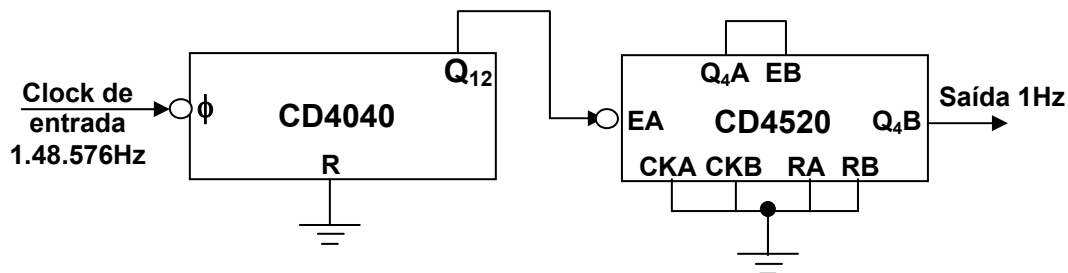 Clock de
entrada
1.48.576Hz
ϕ
CD4040
Q₁₂
R
Q₄A EB
EA
CD4520
Q₄B
CKA CKB RA RB
Saída 1Hz